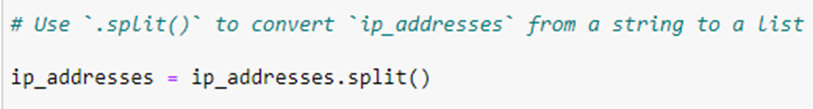 # Use `.split()` to convert `ip_addresses` from a string to a list
ip_addresses = ip_addresses.split()